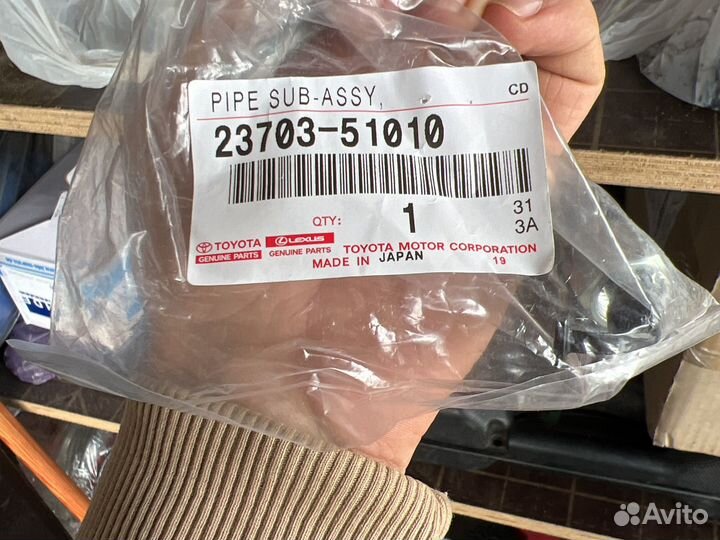 PIPE SUB-ASSY, CD
23703-51010
QTY: 1 31
3A
TOYOTA LEXUS
GENUINE PARTS GENUINE PARTS TOYOTA MOTOR CORPORATION
MADE IN JAPAN 19
Avito